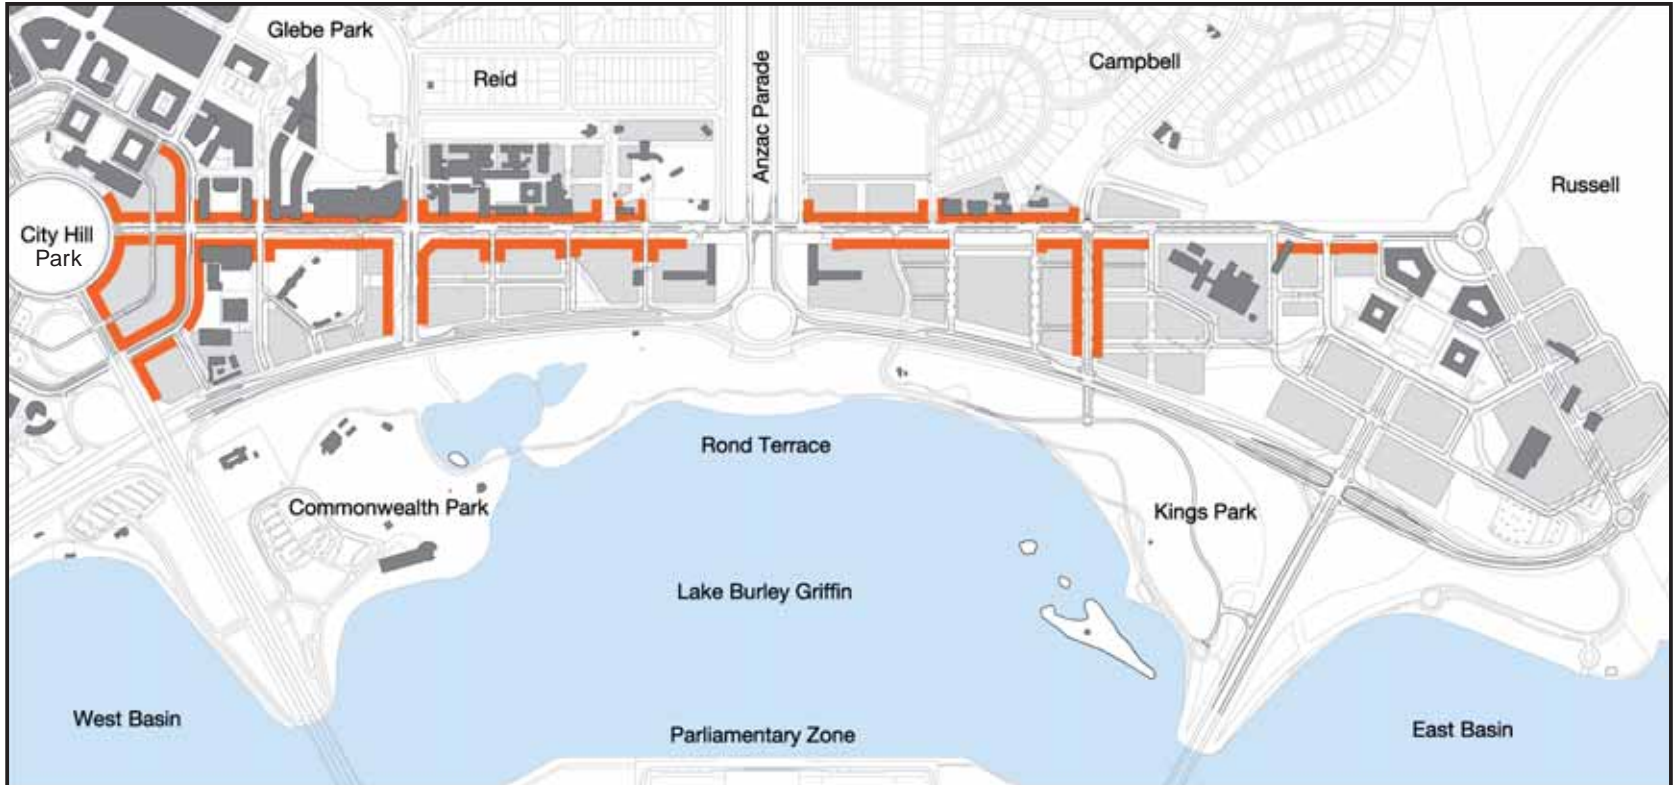 Glebe Park
Reid
Anzac Parade
Campbell
Russell
City Hill
Park
Rond Terrace
Commonwealth Park
Kings Park
Lake Burley Griffin
West Basin
Parliamentary Zone
East Basin